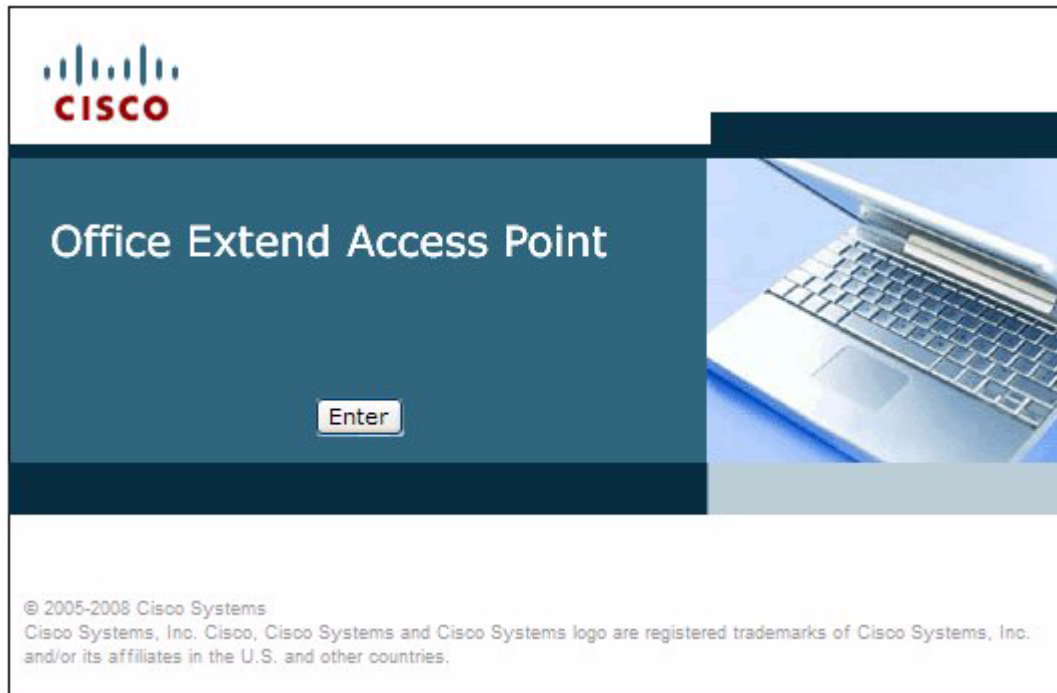 CISCO
Office Extend Access Point
Enter
© 2005-2008 Cisco Systems
Cisco Systems, Inc. Cisco, Cisco Systems and Cisco Systems logo are registered trademarks of Cisco Systems, Inc.
and/or its affiliates in the U.S. and other countries.